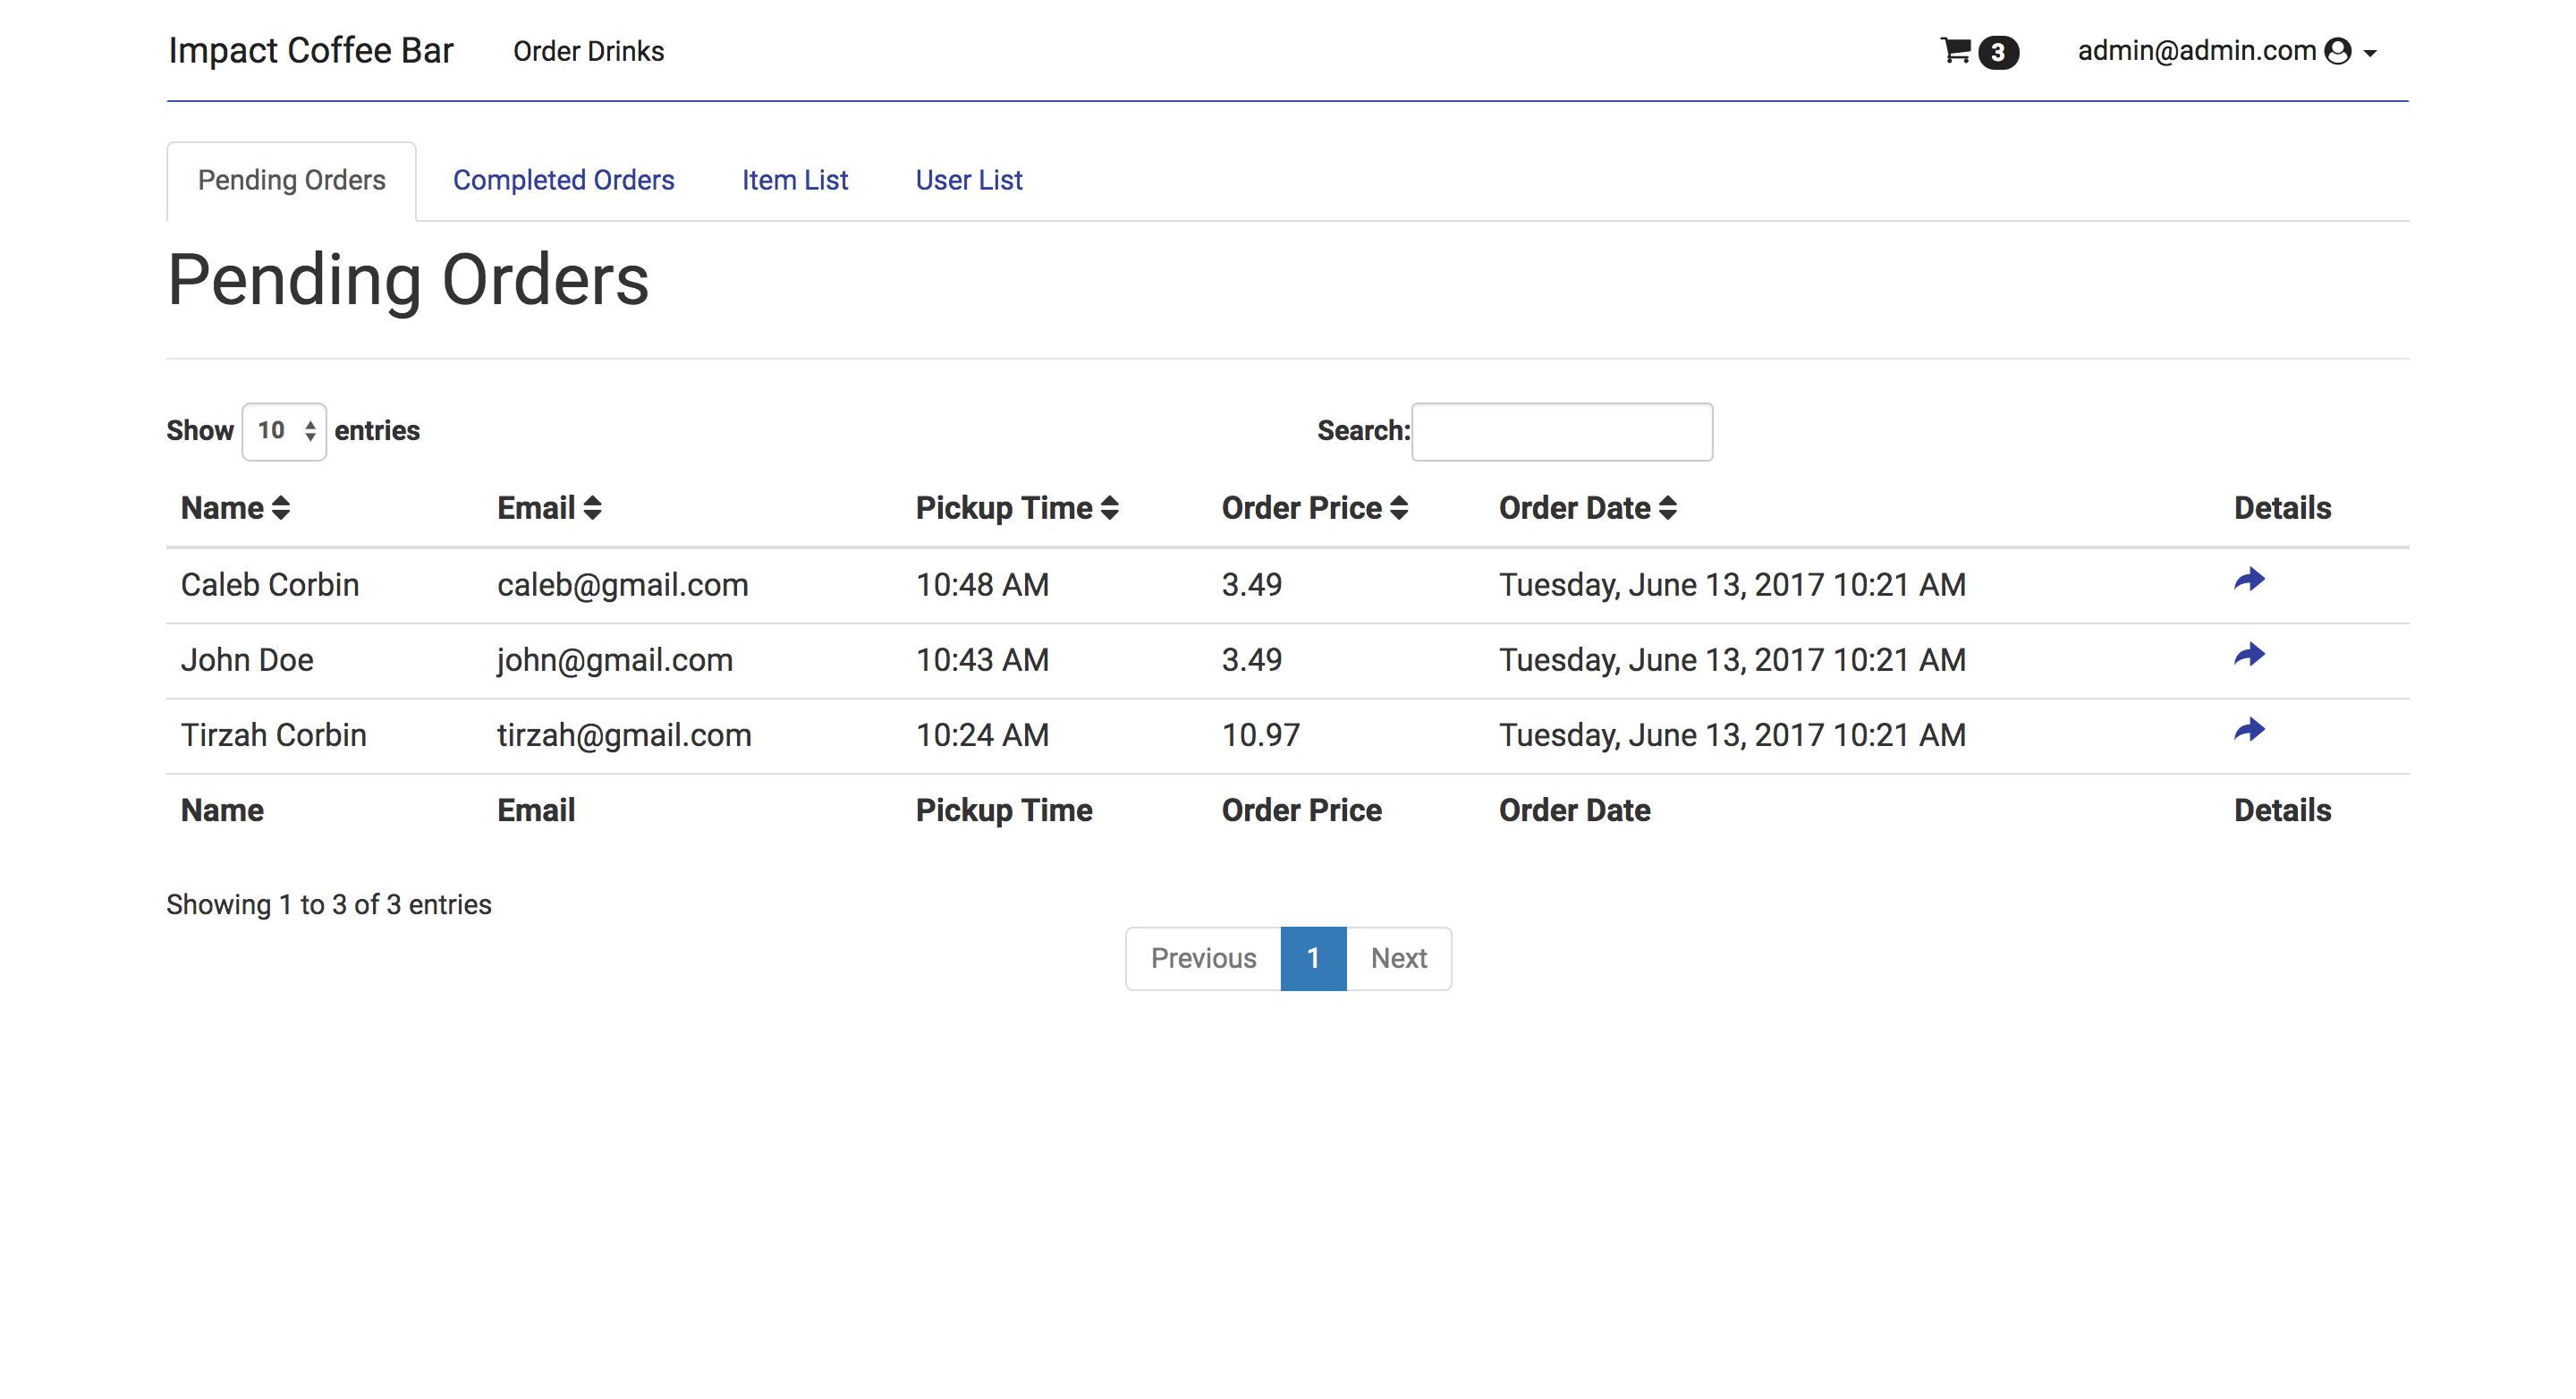 Impact Coffee Bar Order Drinks 3 admin@admin.com
Pending Orders Completed Orders Item List User List
Pending Orders
Show 10 entries Search:
Name Email Pickup Time Order Price Order Date Details
Caleb Corbin caleb@gmail.com 10:48 AM 3.49 Tuesday, June 13, 2017 10:21 AM
John Doe john@gmail.com 10:43 AM 3.49 Tuesday, June 13, 2017 10:21 AM
Tirzah Corbin tirzah@gmail.com 10:24 AM 10.97 Tuesday, June 13, 2017 10:21 AM
Name Email Pickup Time Order Price Order Date Details
Showing 1 to 3 of 3 entries
Previous 1 Next